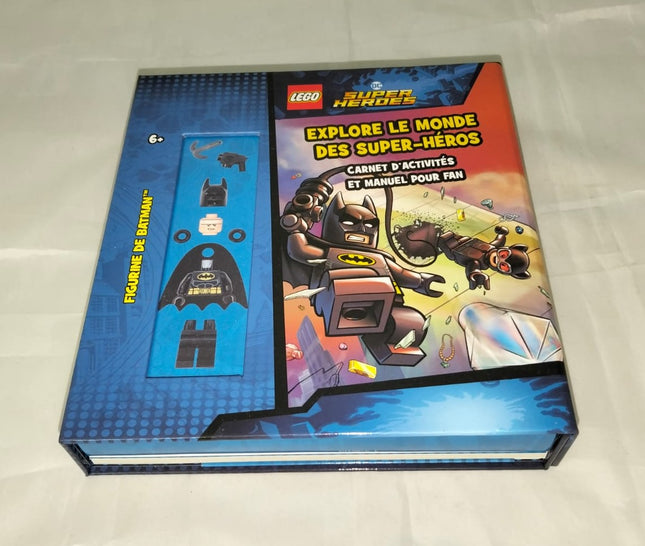 6+
FIGURINE DE BATMAN™
LEGO
DC
SUPER
HEROES
EXPLORE LE MONDE
DES SUPER-HÉROS
CARNET D'ACTIVITÉS
ET MANUEL POUR FAN